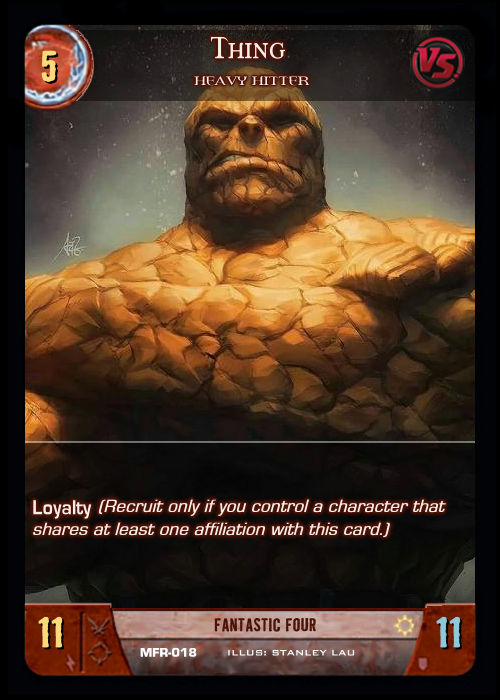 5
THING
HEAVY HITTER
VS
Loyalty (Recruit only if you control a character that
shares at least one affiliation with this card.)
11
FANTASTIC FOUR
11
MFR-018 ILLUS: STANLEY LAU